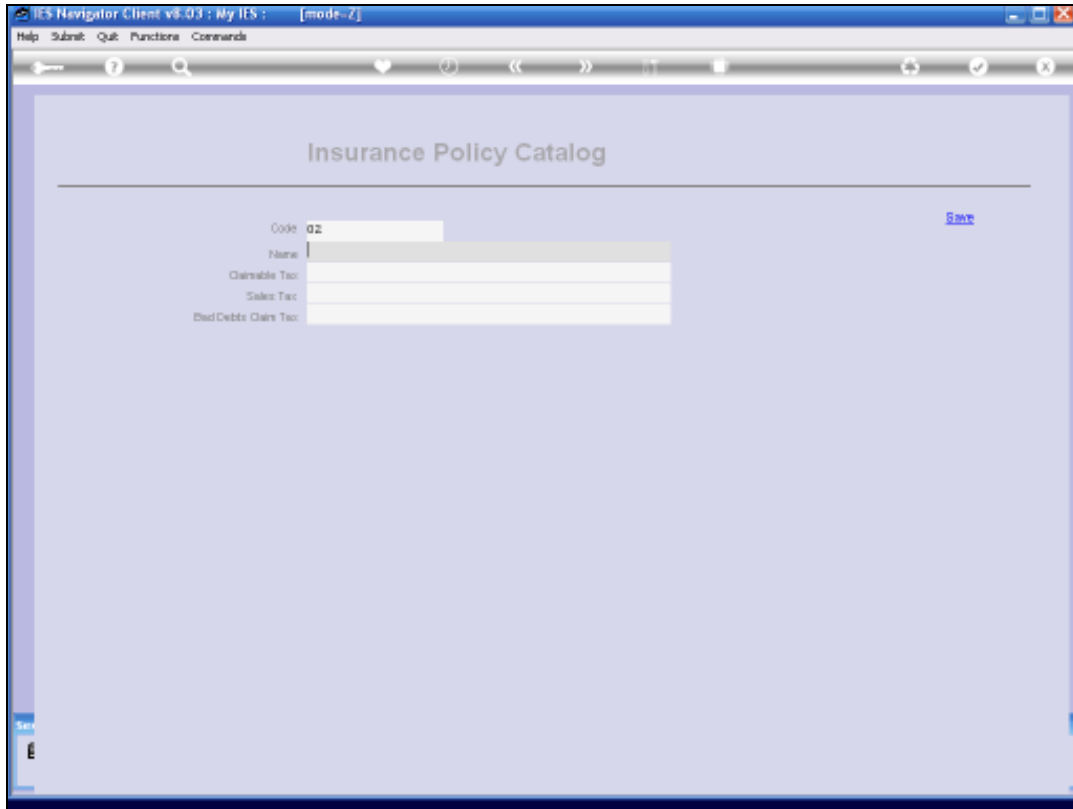 IES Navigator Client v8.03 : My IES : [mode=Z]
Help Submit Quit Functions Commands
Insurance Policy Catalog
Save
Code 02
Name
Claimable Tax
Sales Tax
Bad Debts Claim Tax